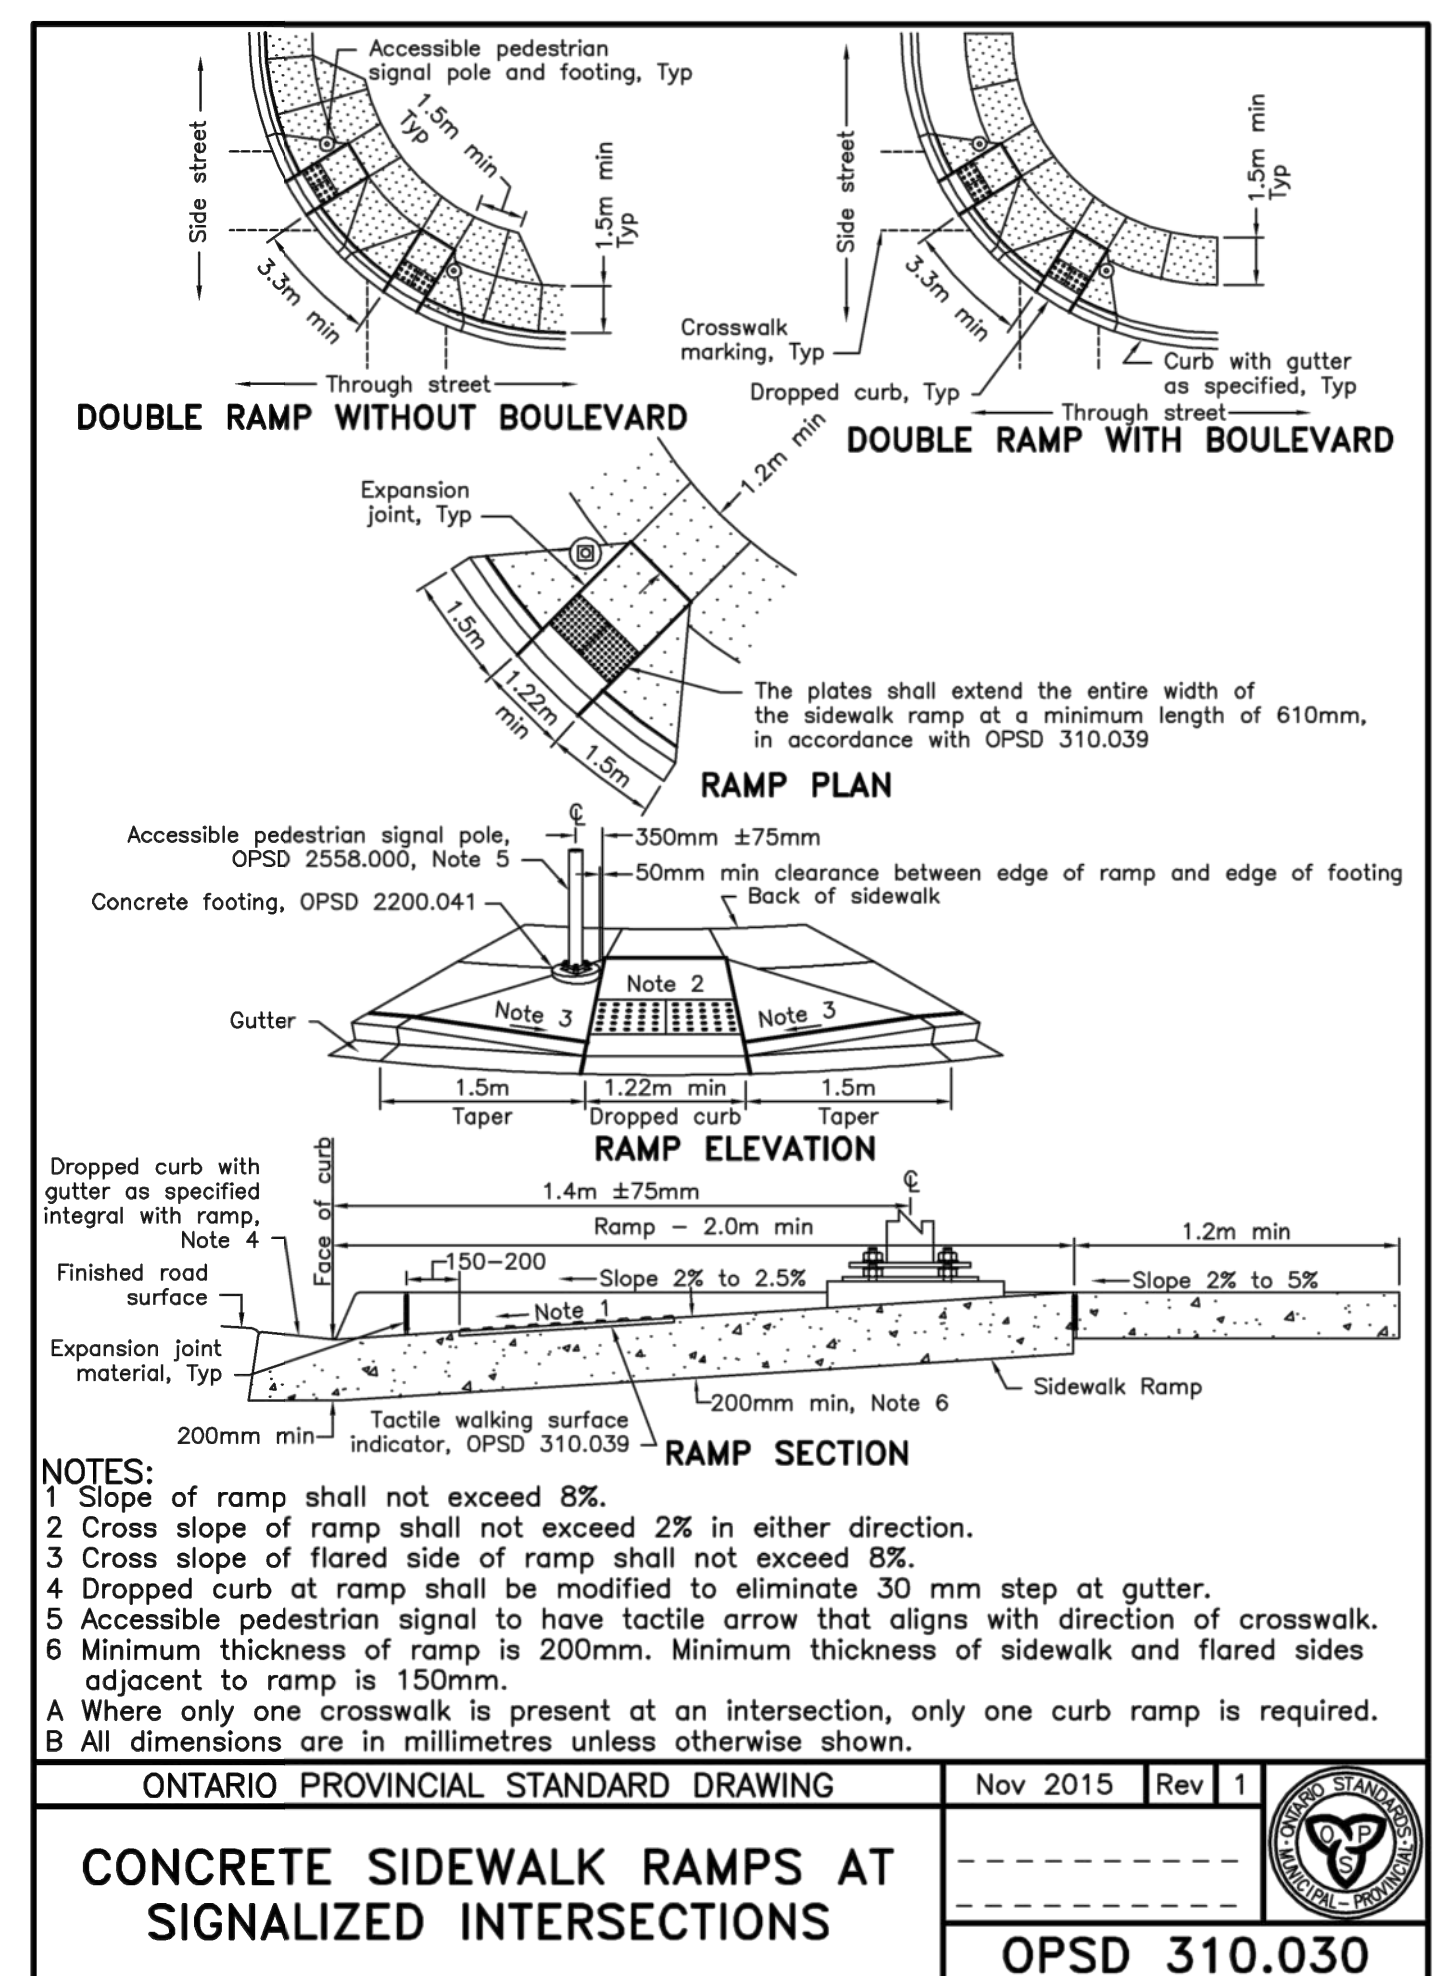 Accessible pedestrian
signal pole and footing, Typ
1.5m min
Typ
1.5m min
Typ
Side street
3.3m min
Through street
DOUBLE RAMP WITHOUT BOULEVARD
Side street
1.5m min
Typ
3.3m min
Crosswalk
marking, Typ
Dropped curb, Typ
Curb with gutter
as specified, Typ
Through street
DOUBLE RAMP WITH BOULEVARD
Expansion
joint, Typ
1.2m min
1.5m
1.22m
min
1.5m
The plates shall extend the entire width of
the sidewalk ramp at a minimum length of 610mm,
in accordance with OPSD 310.039
RAMP PLAN
℄
Accessible pedestrian signal pole,
OPSD 2558.000, Note 5
350mm ±75mm
50mm min clearance between edge of ramp and edge of footing
Concrete footing, OPSD 2200.041
Back of sidewalk
Note 2
Note 3
Note 3
Gutter
1.5m
Taper
1.22m min
Dropped curb
1.5m
Taper
RAMP ELEVATION
Dropped curb with
gutter as specified
integral with ramp,
Note 4
Face of curb
1.4m ±75mm
℄
Ramp – 2.0m min
1.2m min
150–200
Finished road
surface
Slope 2% to 2.5%
Slope 2% to 5%
Note 1
Expansion joint
material, Typ
Sidewalk Ramp
200mm min, Note 6
200mm min
Tactile walking surface
indicator, OPSD 310.039
RAMP SECTION
NOTES:
1 Slope of ramp shall not exceed 8%.
2 Cross slope of ramp shall not exceed 2% in either direction.
3 Cross slope of flared side of ramp shall not exceed 8%.
4 Dropped curb at ramp shall be modified to eliminate 30 mm step at gutter.
5 Accessible pedestrian signal to have tactile arrow that aligns with direction of crosswalk.
6 Minimum thickness of ramp is 200mm. Minimum thickness of sidewalk and flared sides
adjacent to ramp is 150mm.
A Where only one crosswalk is present at an intersection, only one curb ramp is required.
B All dimensions are in millimetres unless otherwise shown.
ONTARIO PROVINCIAL STANDARD DRAWING
Nov 2015
Rev
1
CONCRETE SIDEWALK RAMPS AT
SIGNALIZED INTERSECTIONS
ONTARIO STANDARDS
MUNICIPAL – PROVINCIAL
O P
S
OPSD 310.030